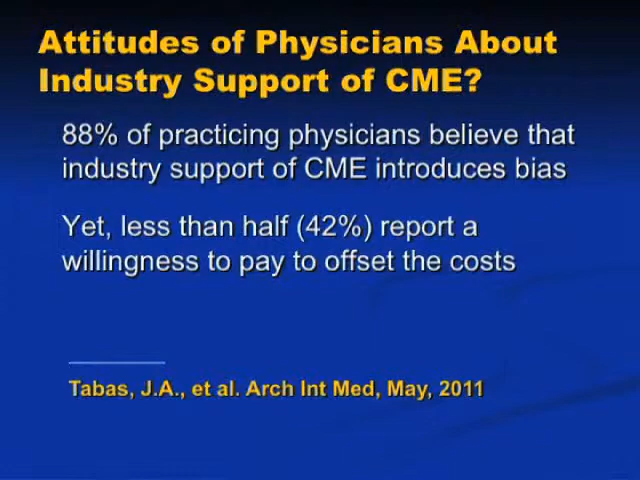 Attitudes of Physicians About
Industry Support of CME?
88% of practicing physicians believe that
industry support of CME introduces bias
Yet, less than half (42%) report a
willingness to pay to offset the costs
Tabas, J.A., et al. Arch Int Med, May, 2011